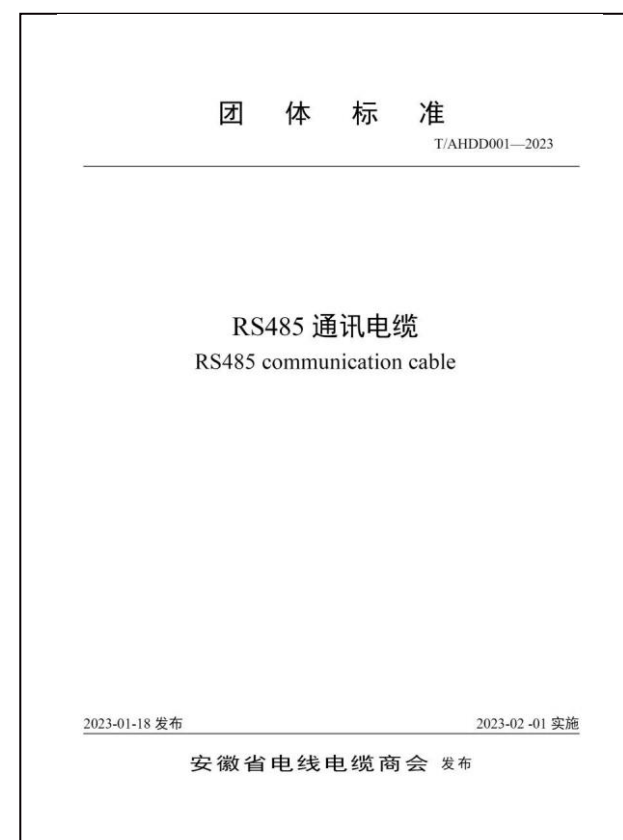 团 体 标 准
T/AHDD001—2023
RS485 通讯电缆
RS485 communication cable
2023-01-18 发布 2023-02 -01 实施
安徽省电线电缆商会 发布